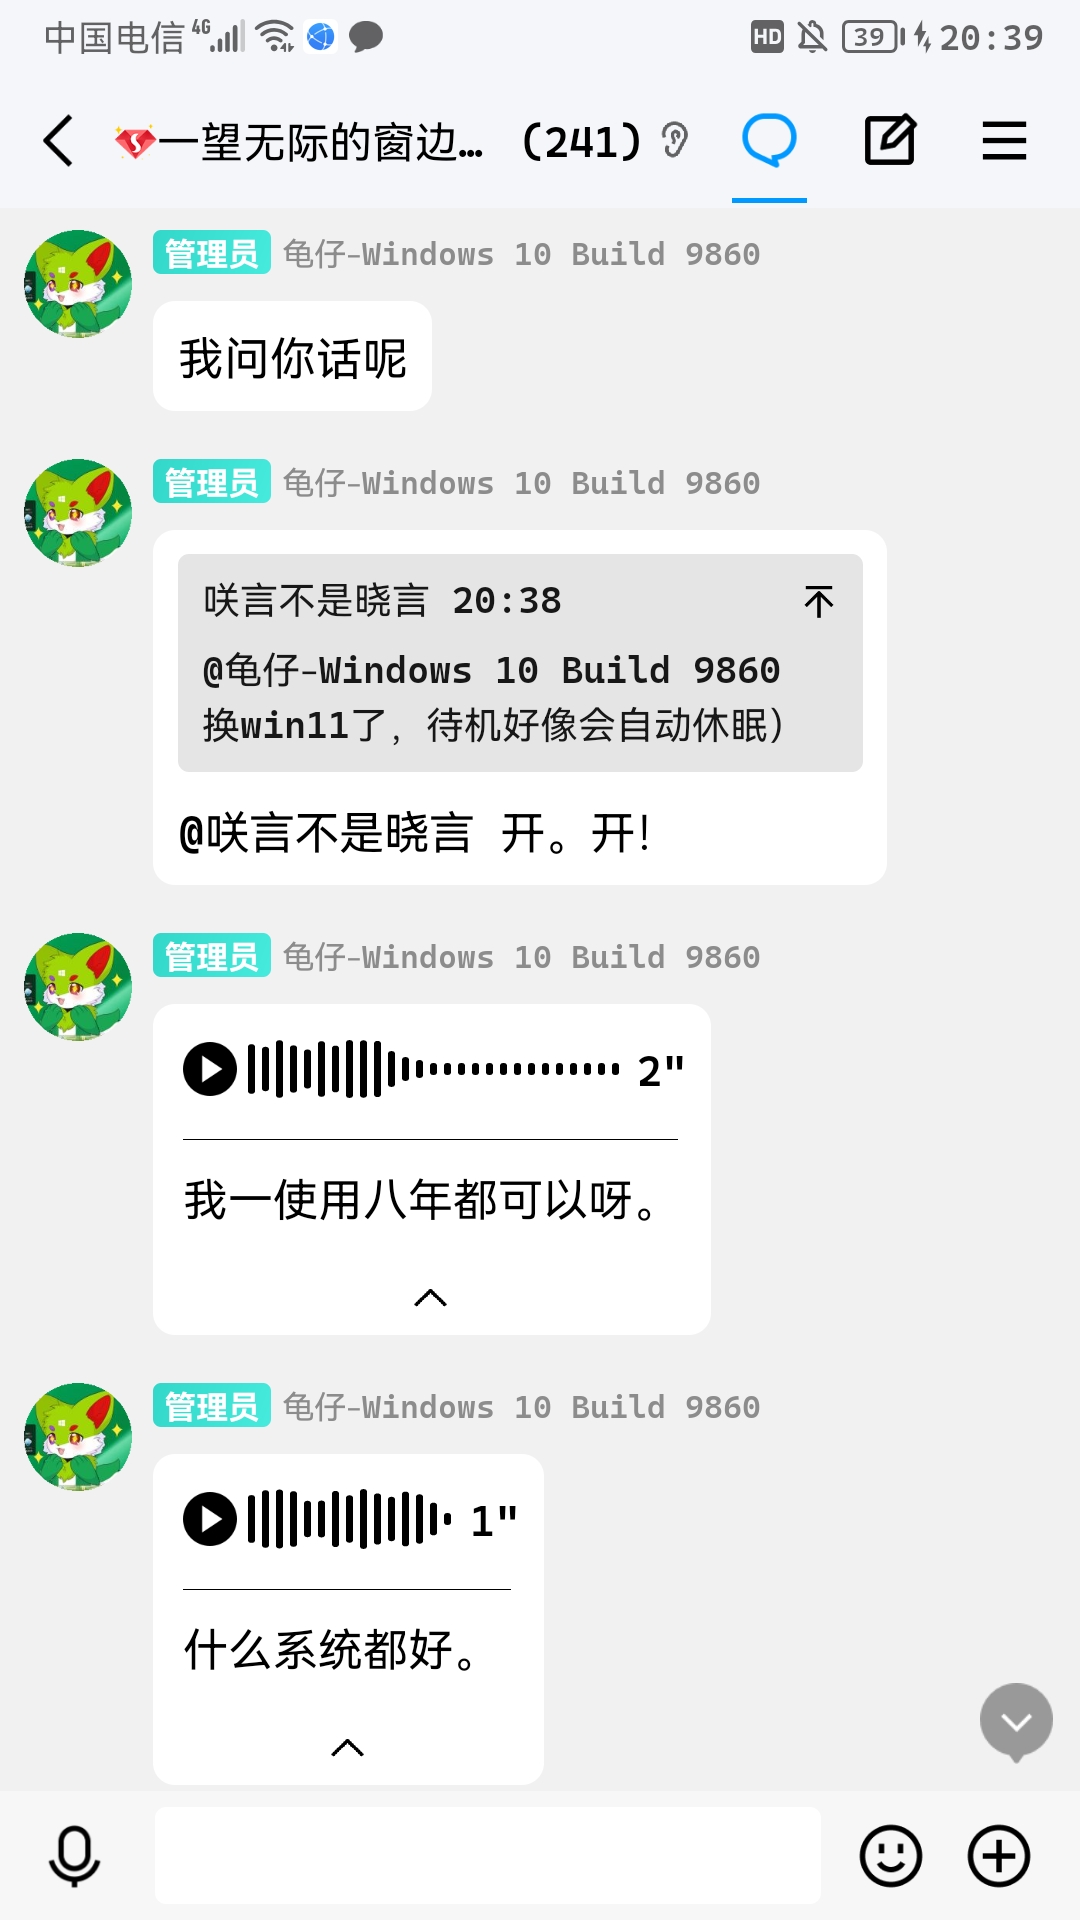 中国电信 4G HD 39 20:39
一望无际的窗边... (241)
管理员 龟仔-Windows 10 Build 9860
我问你话呢
管理员 龟仔-Windows 10 Build 9860
咲言不是晓言 20:38
@龟仔-Windows 10 Build 9860
换win11了，待机好像会自动休眠）
@咲言不是晓言 开。开！
管理员 龟仔-Windows 10 Build 9860
2"
我一使用八年都可以呀。
管理员 龟仔-Windows 10 Build 9860
1"
什么系统都好。